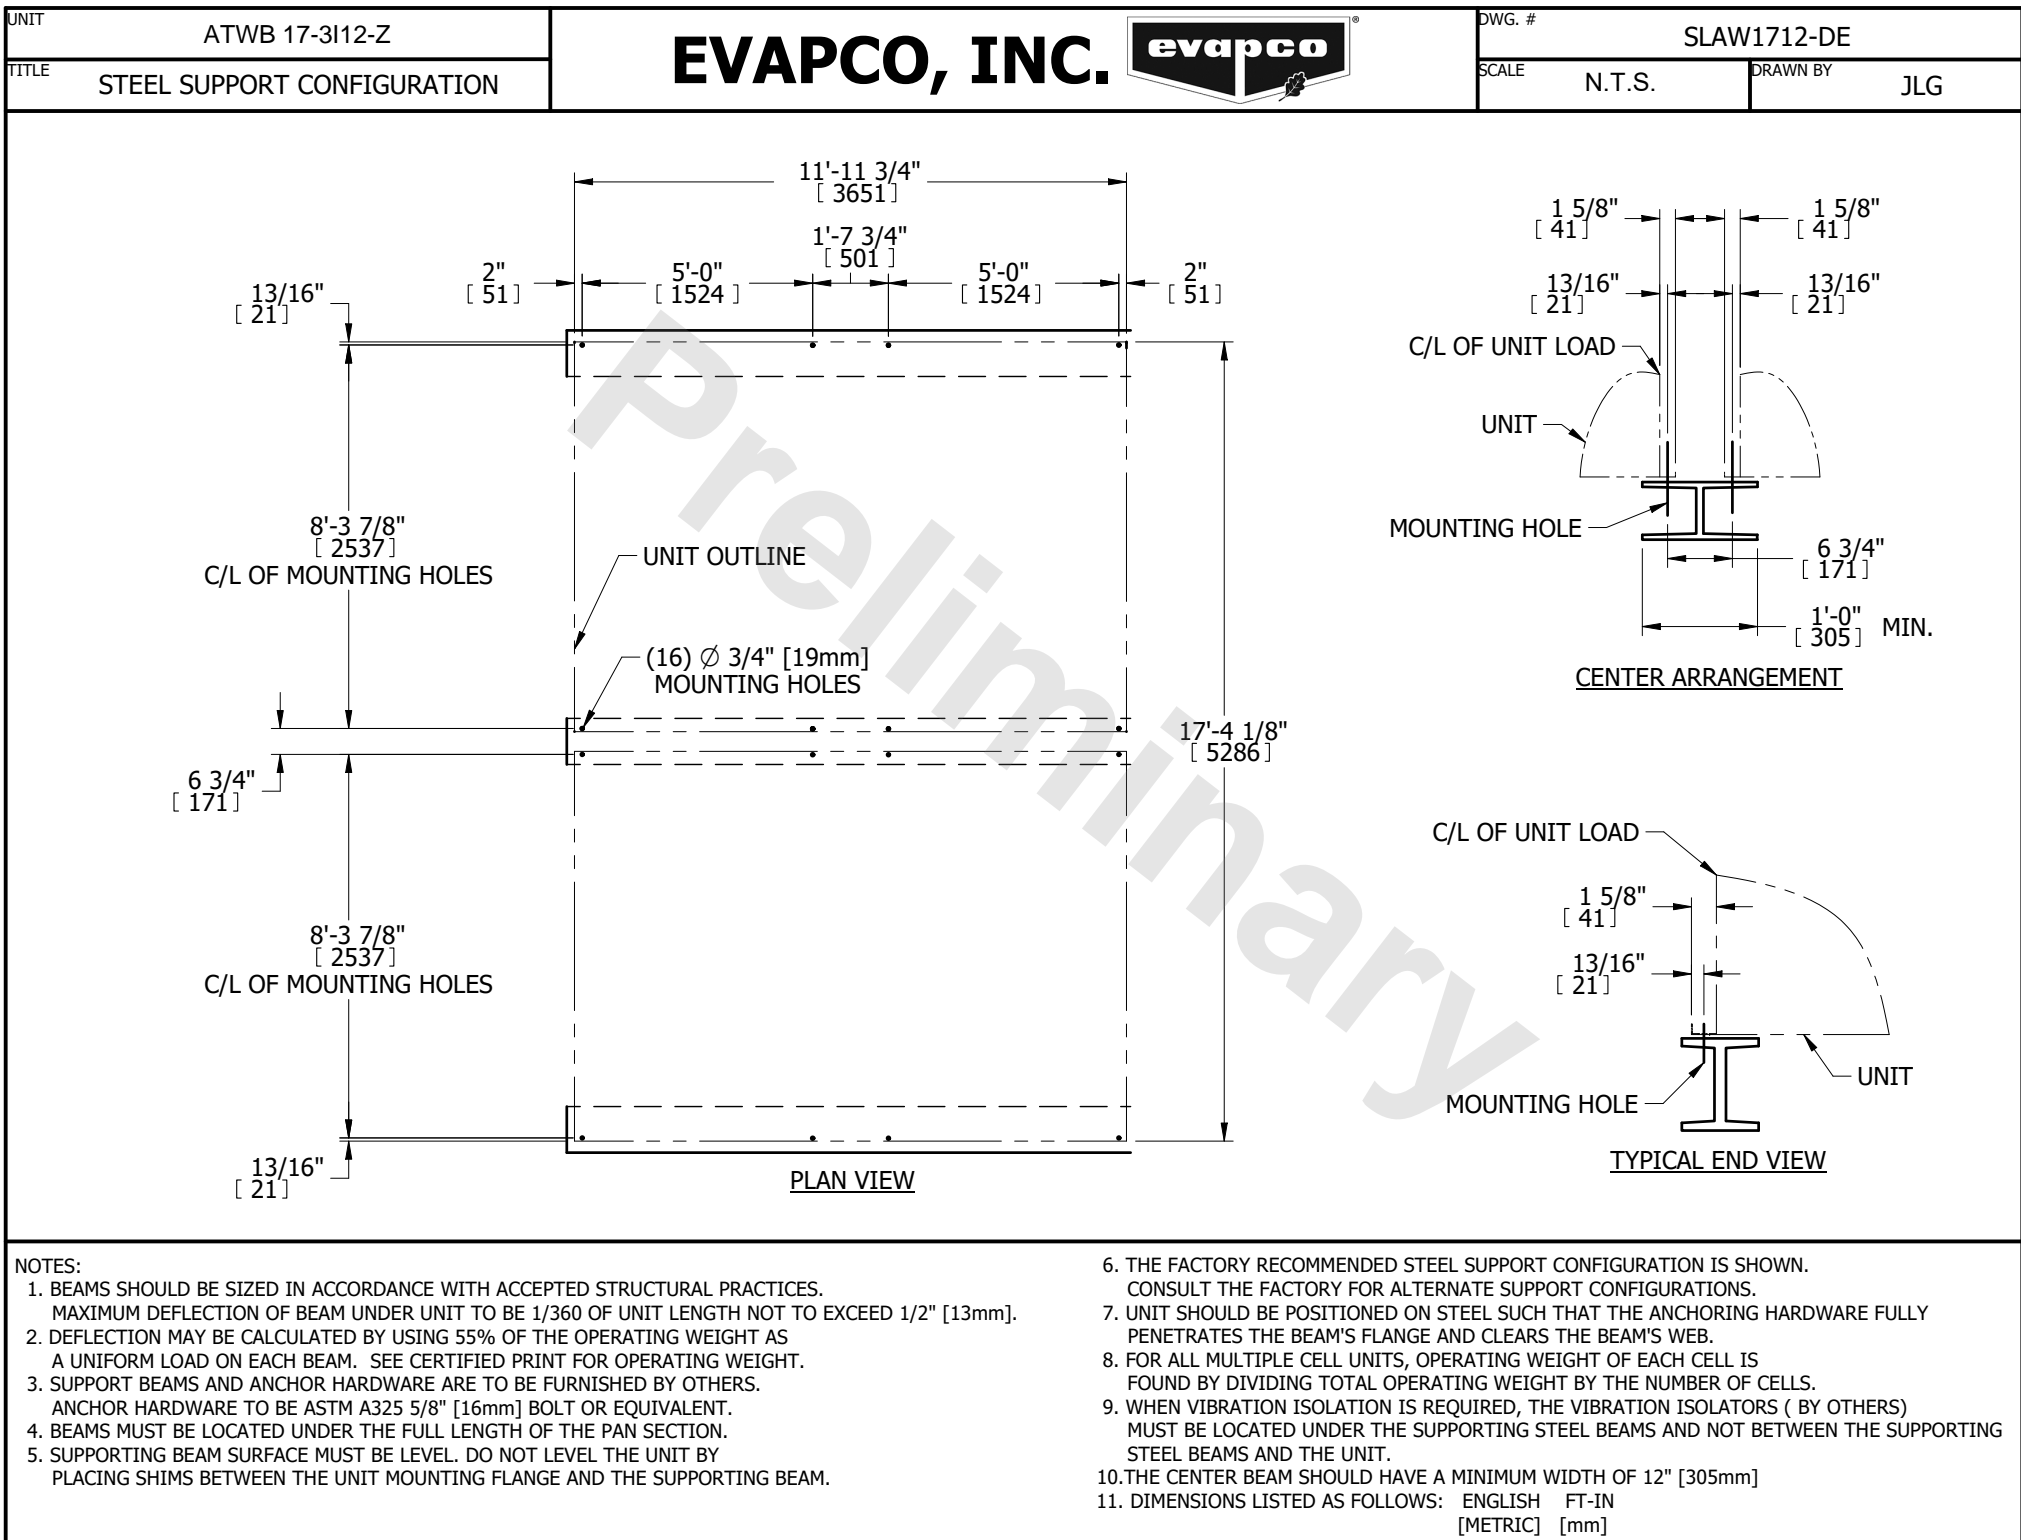 UNIT
ATWB 17-3I12-Z
TITLE
STEEL SUPPORT CONFIGURATION
EVAPCO, INC.
evapco
®
DWG. #
SLAW1712-DE
SCALE
N.T.S.
DRAWN BY
JLG
11'-11 3/4"
[ 3651]
1'-7 3/4"
[ 501 ]
2"
[ 51]
5'-0"
[ 1524 ]
5'-0"
[ 1524]
2"
[ 51]
13/16"
[ 21]
8'-3 7/8"
[ 2537]
C/L OF MOUNTING HOLES
UNIT OUTLINE
(16) Ø 3/4" [19mm]
MOUNTING HOLES
6 3/4"
[ 171]
17'-4 1/8"
[ 5286]
8'-3 7/8"
[ 2537]
C/L OF MOUNTING HOLES
13/16"
[ 21]
PLAN VIEW
Preliminary
1 5/8"
[ 41]
1 5/8"
[ 41]
13/16"
[ 21]
13/16"
[ 21]
C/L OF UNIT LOAD
UNIT
MOUNTING HOLE
6 3/4"
[ 171]
1'-0"
[ 305] MIN.
CENTER ARRANGEMENT
C/L OF UNIT LOAD
1 5/8"
[ 41]
13/16"
[ 21]
UNIT
MOUNTING HOLE
TYPICAL END VIEW
NOTES:
1. BEAMS SHOULD BE SIZED IN ACCORDANCE WITH ACCEPTED STRUCTURAL PRACTICES.
MAXIMUM DEFLECTION OF BEAM UNDER UNIT TO BE 1/360 OF UNIT LENGTH NOT TO EXCEED 1/2" [13mm].
2. DEFLECTION MAY BE CALCULATED BY USING 55% OF THE OPERATING WEIGHT AS
A UNIFORM LOAD ON EACH BEAM. SEE CERTIFIED PRINT FOR OPERATING WEIGHT.
3. SUPPORT BEAMS AND ANCHOR HARDWARE ARE TO BE FURNISHED BY OTHERS.
ANCHOR HARDWARE TO BE ASTM A325 5/8" [16mm] BOLT OR EQUIVALENT.
4. BEAMS MUST BE LOCATED UNDER THE FULL LENGTH OF THE PAN SECTION.
5. SUPPORTING BEAM SURFACE MUST BE LEVEL. DO NOT LEVEL THE UNIT BY
PLACING SHIMS BETWEEN THE UNIT MOUNTING FLANGE AND THE SUPPORTING BEAM.
6. THE FACTORY RECOMMENDED STEEL SUPPORT CONFIGURATION IS SHOWN.
CONSULT THE FACTORY FOR ALTERNATE SUPPORT CONFIGURATIONS.
7. UNIT SHOULD BE POSITIONED ON STEEL SUCH THAT THE ANCHORING HARDWARE FULLY
PENETRATES THE BEAM'S FLANGE AND CLEARS THE BEAM'S WEB.
8. FOR ALL MULTIPLE CELL UNITS, OPERATING WEIGHT OF EACH CELL IS
FOUND BY DIVIDING TOTAL OPERATING WEIGHT BY THE NUMBER OF CELLS.
9. WHEN VIBRATION ISOLATION IS REQUIRED, THE VIBRATION ISOLATORS ( BY OTHERS)
MUST BE LOCATED UNDER THE SUPPORTING STEEL BEAMS AND NOT BETWEEN THE SUPPORTING
STEEL BEAMS AND THE UNIT.
10.THE CENTER BEAM SHOULD HAVE A MINIMUM WIDTH OF 12" [305mm]
11. DIMENSIONS LISTED AS FOLLOWS: ENGLISH FT-IN
[METRIC] [mm]